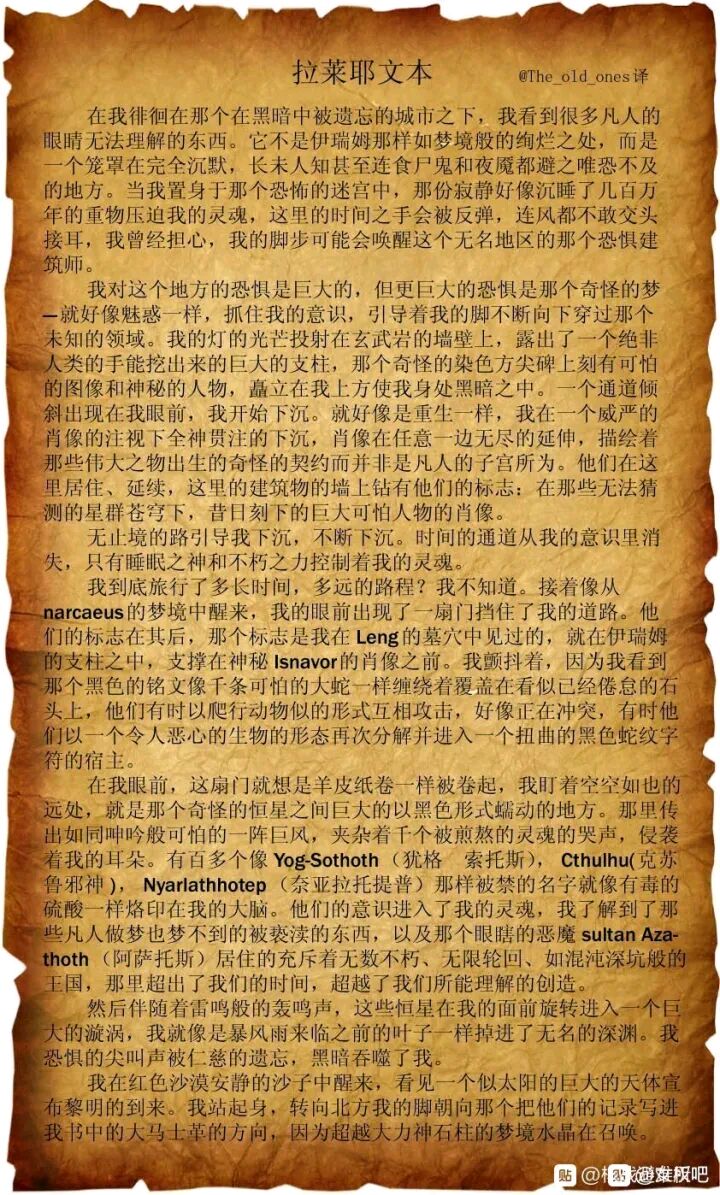 拉莱耶文本
@The_old_ones译
在我徘徊在那个在黑暗中被遗忘的城市之下，我看到很多凡人的
眼睛无法理解的东西。它不是伊瑞姆那样如梦境般的绚烂之处，而是
一个笼罩在完全沉默，长未人知甚至连食尸鬼和夜魔都避之唯恐不及
的地方。当我置身于那个恐怖的迷宫中，那份寂静好像沉睡了几百万
年的重物压迫我的灵魂，这里的时间之手会被反弹，连风都不敢交头
接耳，我曾经担心，我的脚步可能会唤醒这个无名地区的那个恐惧建
筑师。
我对这个地方的恐惧是巨大的，但更巨大的恐惧是那个奇怪的梦
—就好像魅惑一样，抓住我的意识，引导着我的脚不断向下穿过那个
未知的领域。我的灯的光芒投射在玄武岩的墙壁上，露出了一个绝非
人类的手能挖出来的巨大的支柱，那个奇怪的染色方尖碑上刻有可怕
的图像和神秘的人物，矗立在我上方使我身处黑暗之中。一个通道倾
斜出现在我眼前，我开始下沉。就好像是重生一样，我在一个威严的
肖像的注视下全神贯注的下沉，肖像在任意一边无尽的延伸，描绘着
那些伟大之物出生的奇怪的契约而并非是凡人的子宫所为。他们在这
里居住、延续，这里的建筑物的墙上钻有他们的标志：在那些无法猜
测的星群苍穹下，昔日刻下的巨大可怕人物的肖像。
无止境的路引导我下沉，不断下沉。时间的通道从我的意识里消
失，只有睡眠之神和不朽之力控制着我的灵魂。
我到底旅行了多长时间，多远的路程？我不知道。接着像从
narcaeus的梦境中醒来，我的眼前出现了一扇门挡住了我的道路。他
们的标志在其后，那个标志是我在 Leng的墓穴中见过的，就在伊瑞姆
的支柱之中，支撑在神秘 Isnavor的肖像之前。我颤抖着，因为我看到
那个黑色的铭文像千条可怕的大蛇一样缠绕着覆盖在看似已经倦怠的石
头上，他们有时以爬行动物似的形式互相攻击，好像正在冲突，有时他
们以一个令人恶心的生物的形态再次分解并进入一个扭曲的黑色蛇纹字
符的宿主。
在我眼前，这扇门就想是羊皮纸卷一样被卷起，我盯着空空如也的
远处，就是那个奇怪的恒星之间巨大的以黑色形式蠕动的地方。那里传
出如同呻吟般可怕的一阵巨风，夹杂着千个被煎熬的灵魂的哭声，侵袭
着我的耳朵。有百多个像 Yog-Sothoth（犹格 索托斯），Cthulhu(克苏
鲁邪神)，Nyarlathhotep（奈亚拉托提普）那样被禁的名字就像有毒的
硫酸一样烙印在我的大脑。他们的意识进入了我的灵魂，我了解到了那
些凡人做梦也梦不到的被亵渎的东西，以及那个眼瞎的恶魔 sultan Aza-
thoth（阿萨托斯）居住的充斥着无数不朽、无限轮回、如混沌深坑般的
王国，那里超出了我们的时间，超越了我们所能理解的创造。
然后伴随着雷鸣般的轰鸣声，这些恒星在我的面前旋转进入一个巨
大的漩涡，我就像是暴风雨来临之前的叶子一样掉进了无名的深渊。我
恐惧的尖叫声被仁慈的遗忘，黑暗吞噬了我。
我在红色沙漠安静的沙子中醒来，看见一个似太阳的巨大的天体宣
布黎明的到来。我站起身，转向北方我的脚朝向那个把他们的记录写进
我书中的大马士革的方向，因为超越大力神石柱的梦境水晶在召唤。